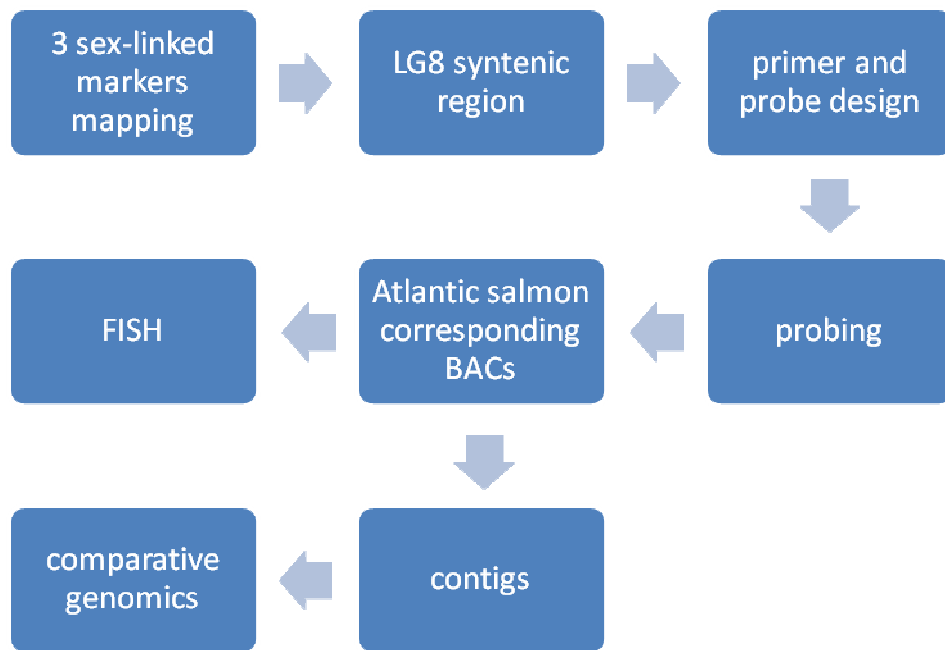 3 sex-linked
markers
mapping
LG8 syntenic
region
primer and
probe design
FISH
Atlantic salmon
corresponding
BACs
probing
comparative
genomics
contigs